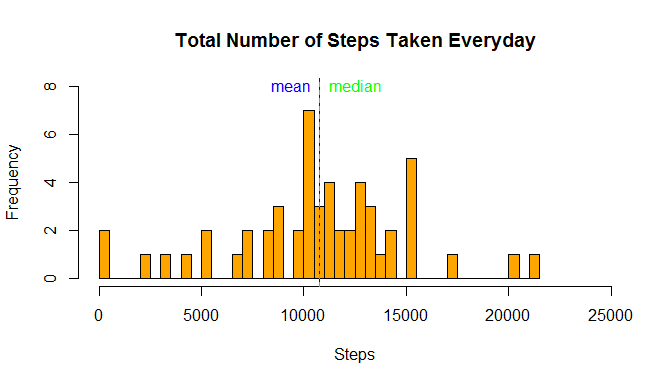 Total Number of Steps Taken Everyday
mean median
8
6
4
2
0
Frequency
0 5000 10000 15000 20000 25000
Steps